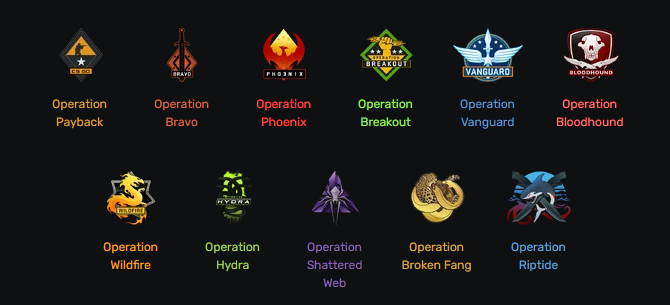 CS GO
BRAVO
PHOENIX
OPERATION
BREAKOUT
VANGUARD
BLOODHOUND
Operation
Payback
Operation
Bravo
Operation
Phoenix
Operation
Breakout
Operation
Vanguard
Operation
Bloodhound
WILDFIRE
HYDRA
Operation
Wildfire
Operation
Hydra
Operation
Shattered
Web
Operation
Broken Fang
Operation
Riptide